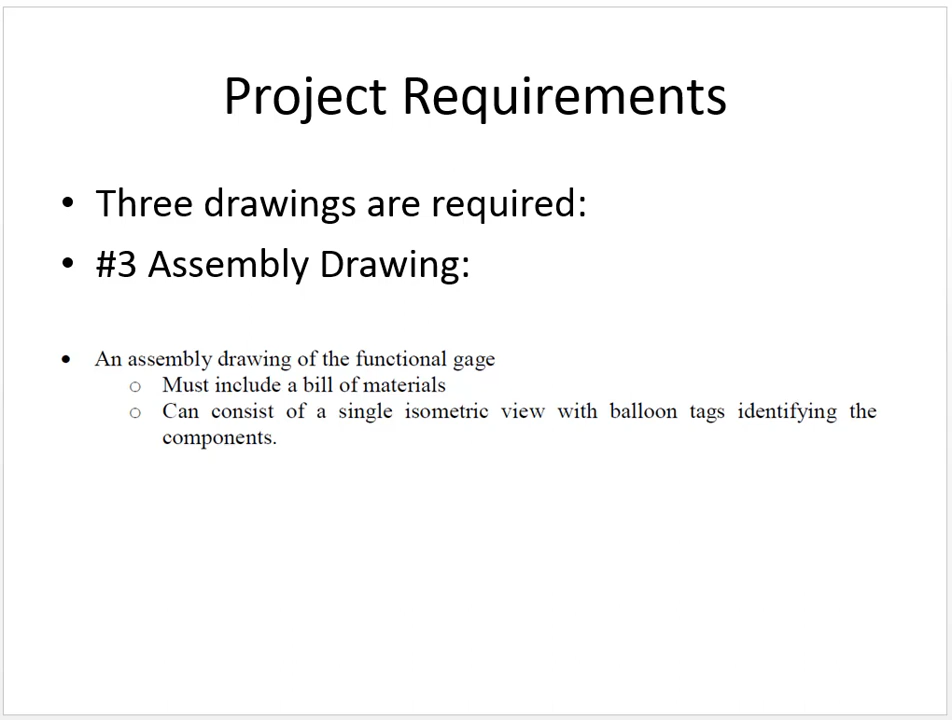 Project Requirements
• Three drawings are required:
• #3 Assembly Drawing:
• An assembly drawing of the functional gage
o Must include a bill of materials
o Can consist of a single isometric view with balloon tags identifying the
components.